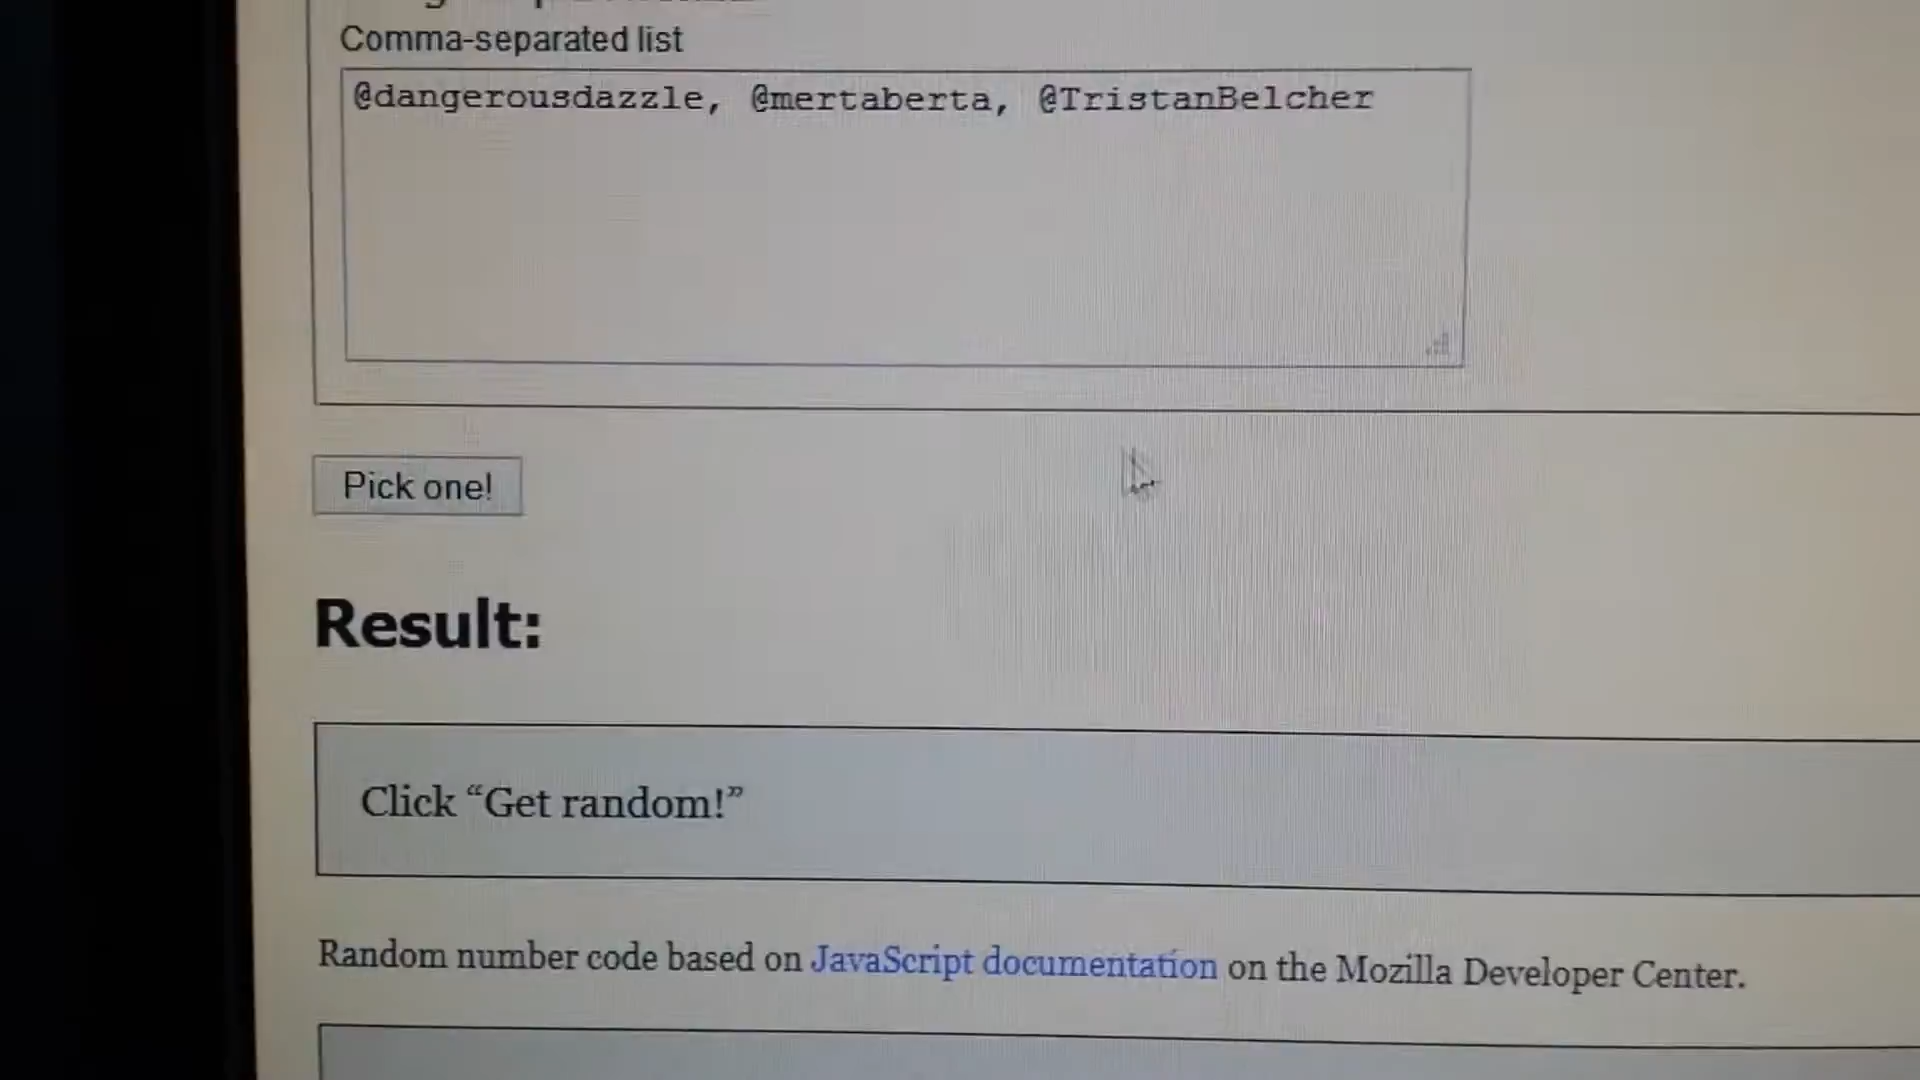 Comma-separated list
@dangerousdazzle, @mertaberta, @TristanBelcher
Pick one!
Result:
Click “Get random!”
Random number code based on JavaScript documentation on the Mozilla Developer Center.